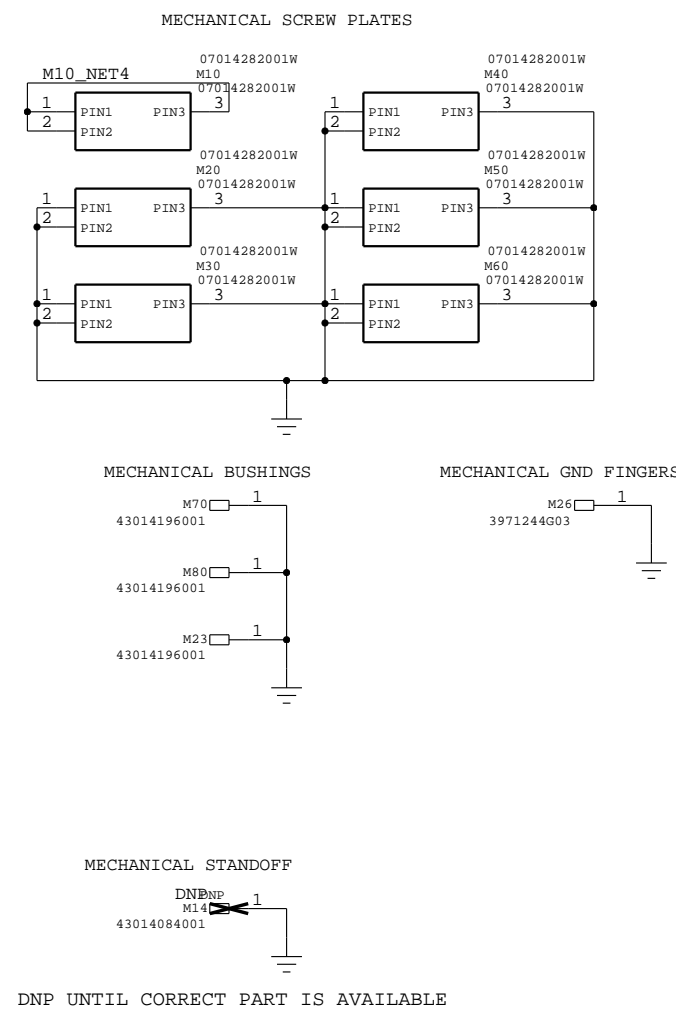 MECHANICAL SCREW PLATES
07014282001W
M10_NET4
M10
07014282001W
1
PIN1
PIN3
3
2
PIN2
07014282001W
M40
07014282001W
1
PIN1
PIN3
3
2
PIN2
07014282001W
M20
07014282001W
1
PIN1
PIN3
3
2
PIN2
07014282001W
M50
07014282001W
1
PIN1
PIN3
3
2
PIN2
07014282001W
M30
07014282001W
1
PIN1
PIN3
3
2
PIN2
07014282001W
M60
07014282001W
1
PIN1
PIN3
3
2
PIN2
MECHANICAL BUSHINGS
M70
1
43014196001
M80
1
43014196001
M23
1
43014196001
MECHANICAL GND FINGERS
M26
1
3971244G03
MECHANICAL STANDOFF
DNP
DNP
M14
1
43014084001
DNP UNTIL CORRECT PART IS AVAILABLE